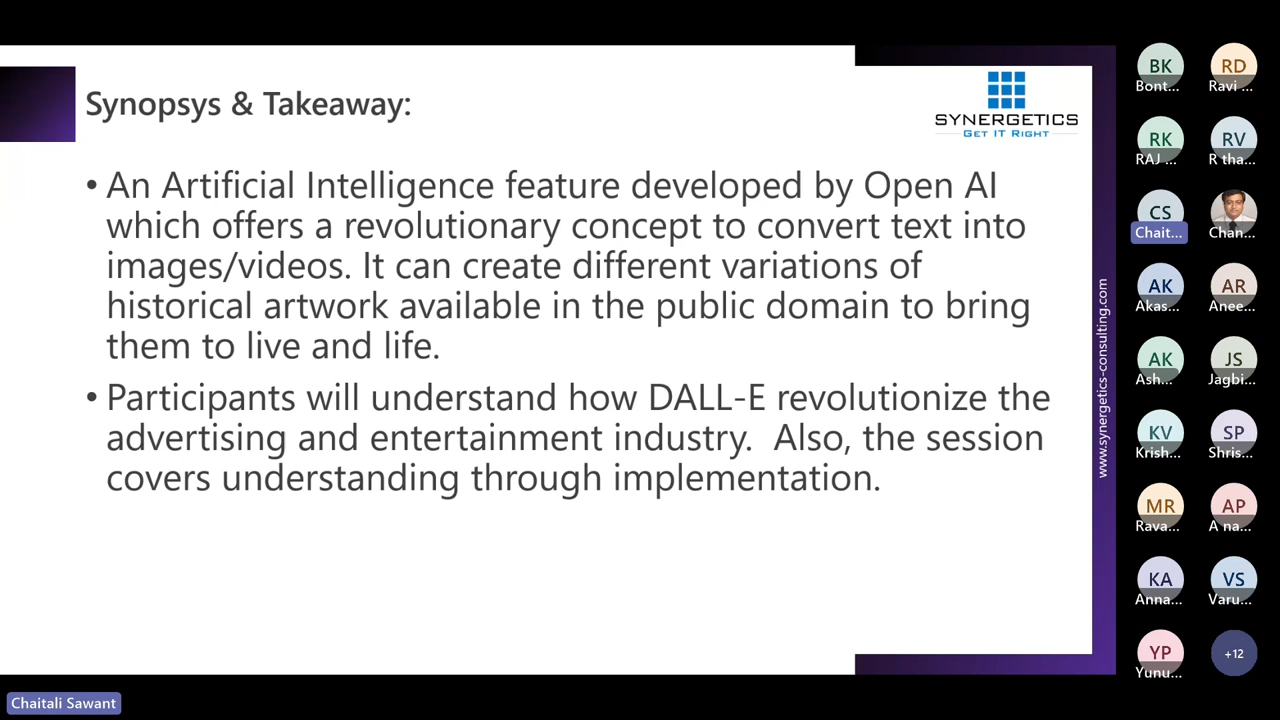 Synopsys & Takeaway:
SYNERGETICS
GET IT RIGHT
• An Artificial Intelligence feature developed by Open AI
which offers a revolutionary concept to convert text into
images/videos. It can create different variations of
historical artwork available in the public domain to bring
them to live and life.
• Participants will understand how DALL-E revolutionize the
advertising and entertainment industry.  Also, the session
covers understanding through implementation.
www.synergetics-consulting.com
BK
Bont...
RD
Ravi ...
RK
RAJ ...
RV
R tha...
CS
Chait...
Chan...
AK
Akas...
AR
Anee...
AK
Ash...
JS
Jagbi...
KV
Krish...
SP
Shris...
MR
Rava...
AP
A na...
KA
Anna...
VS
Varu...
YP
Yunu...
+12
Chaitali Sawant